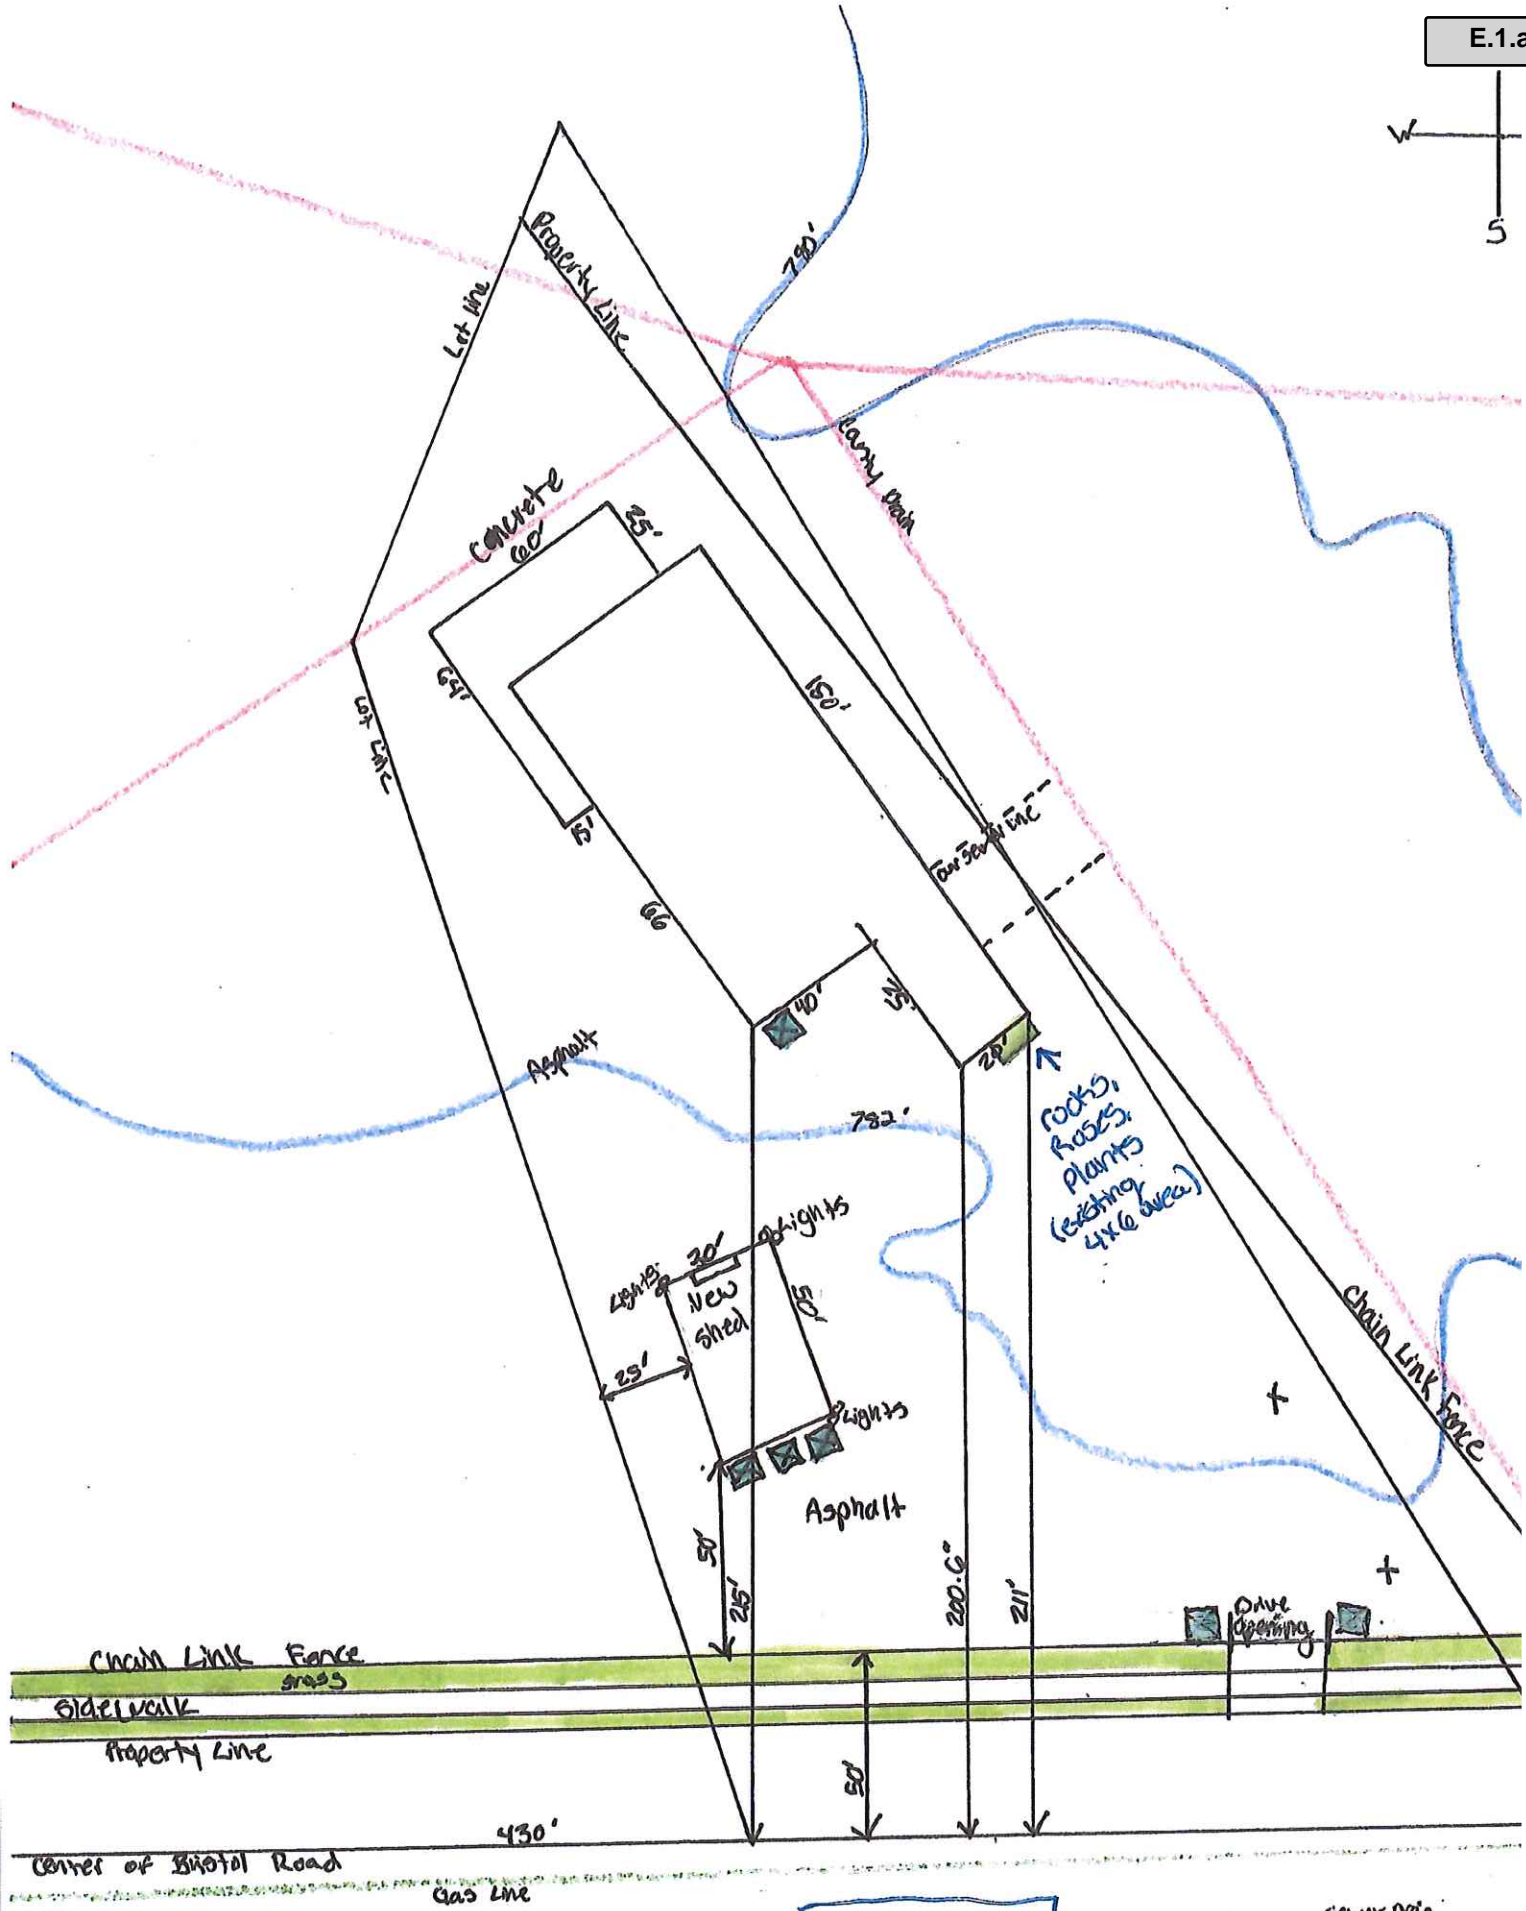 E.1.a
W
S
790'
Property Line
Lot line
County Drain
Concrete
60'
25'
64'
150'
Lot Line
15'
66
40'
25'
20'
Asphalt
782'
rocks,
Roses,
plants
(existing
4x6 area)
Lights
30'
Lights
New
shed
50'
25'
Lights
Chain Link Fence
Asphalt
50'
215'
200.6"
211'
Drive
opening
Chain Link Fence
grass
Sidewalk
Property Line
50'
430'
Center of Bristol Road
Gas Line